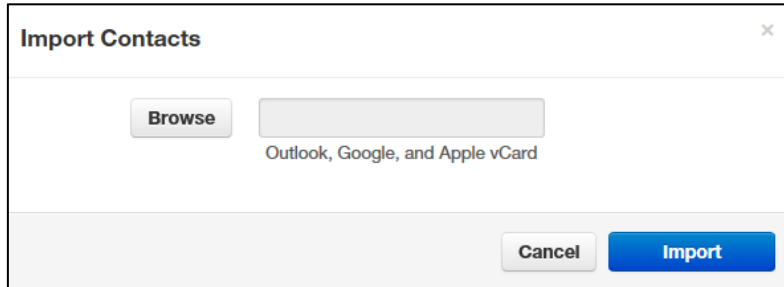 Import Contacts
×
Browse
Outlook, Google, and Apple vCard
Cancel Import